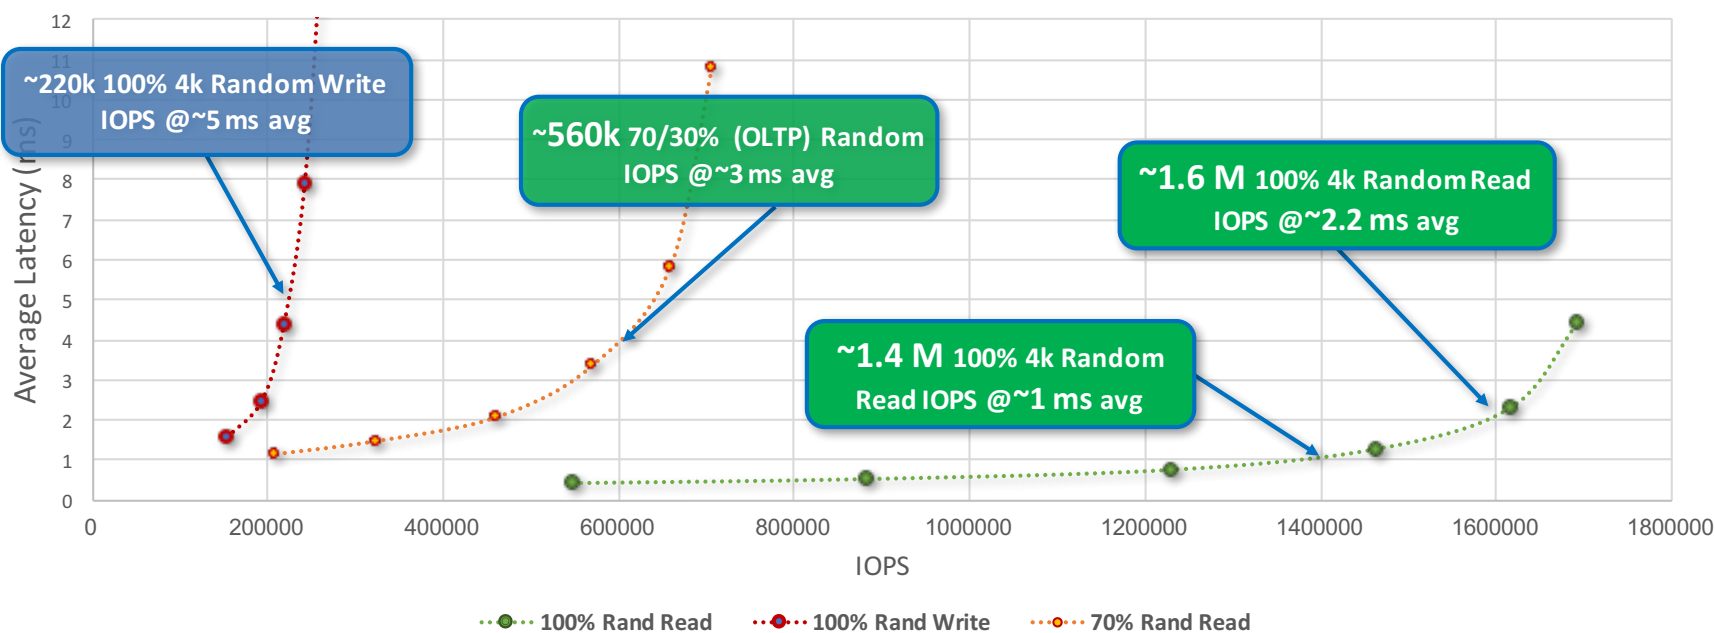 12
11
10
9
8
7
6
5
4
3
2
1
0
Average Latency (ms)
~220k 100% 4k Random Write
IOPS @~5 ms avg
~560k 70/30% (OLTP) Random
IOPS @~3 ms avg
~1.6 M 100% 4k Random Read
IOPS @~2.2 ms avg
~1.4 M 100% 4k Random
Read IOPS @~1 ms avg
0 200000 400000 600000 800000 1000000 1200000 1400000 1600000 1800000
IOPS
100% Rand Read 100% Rand Write 70% Rand Read